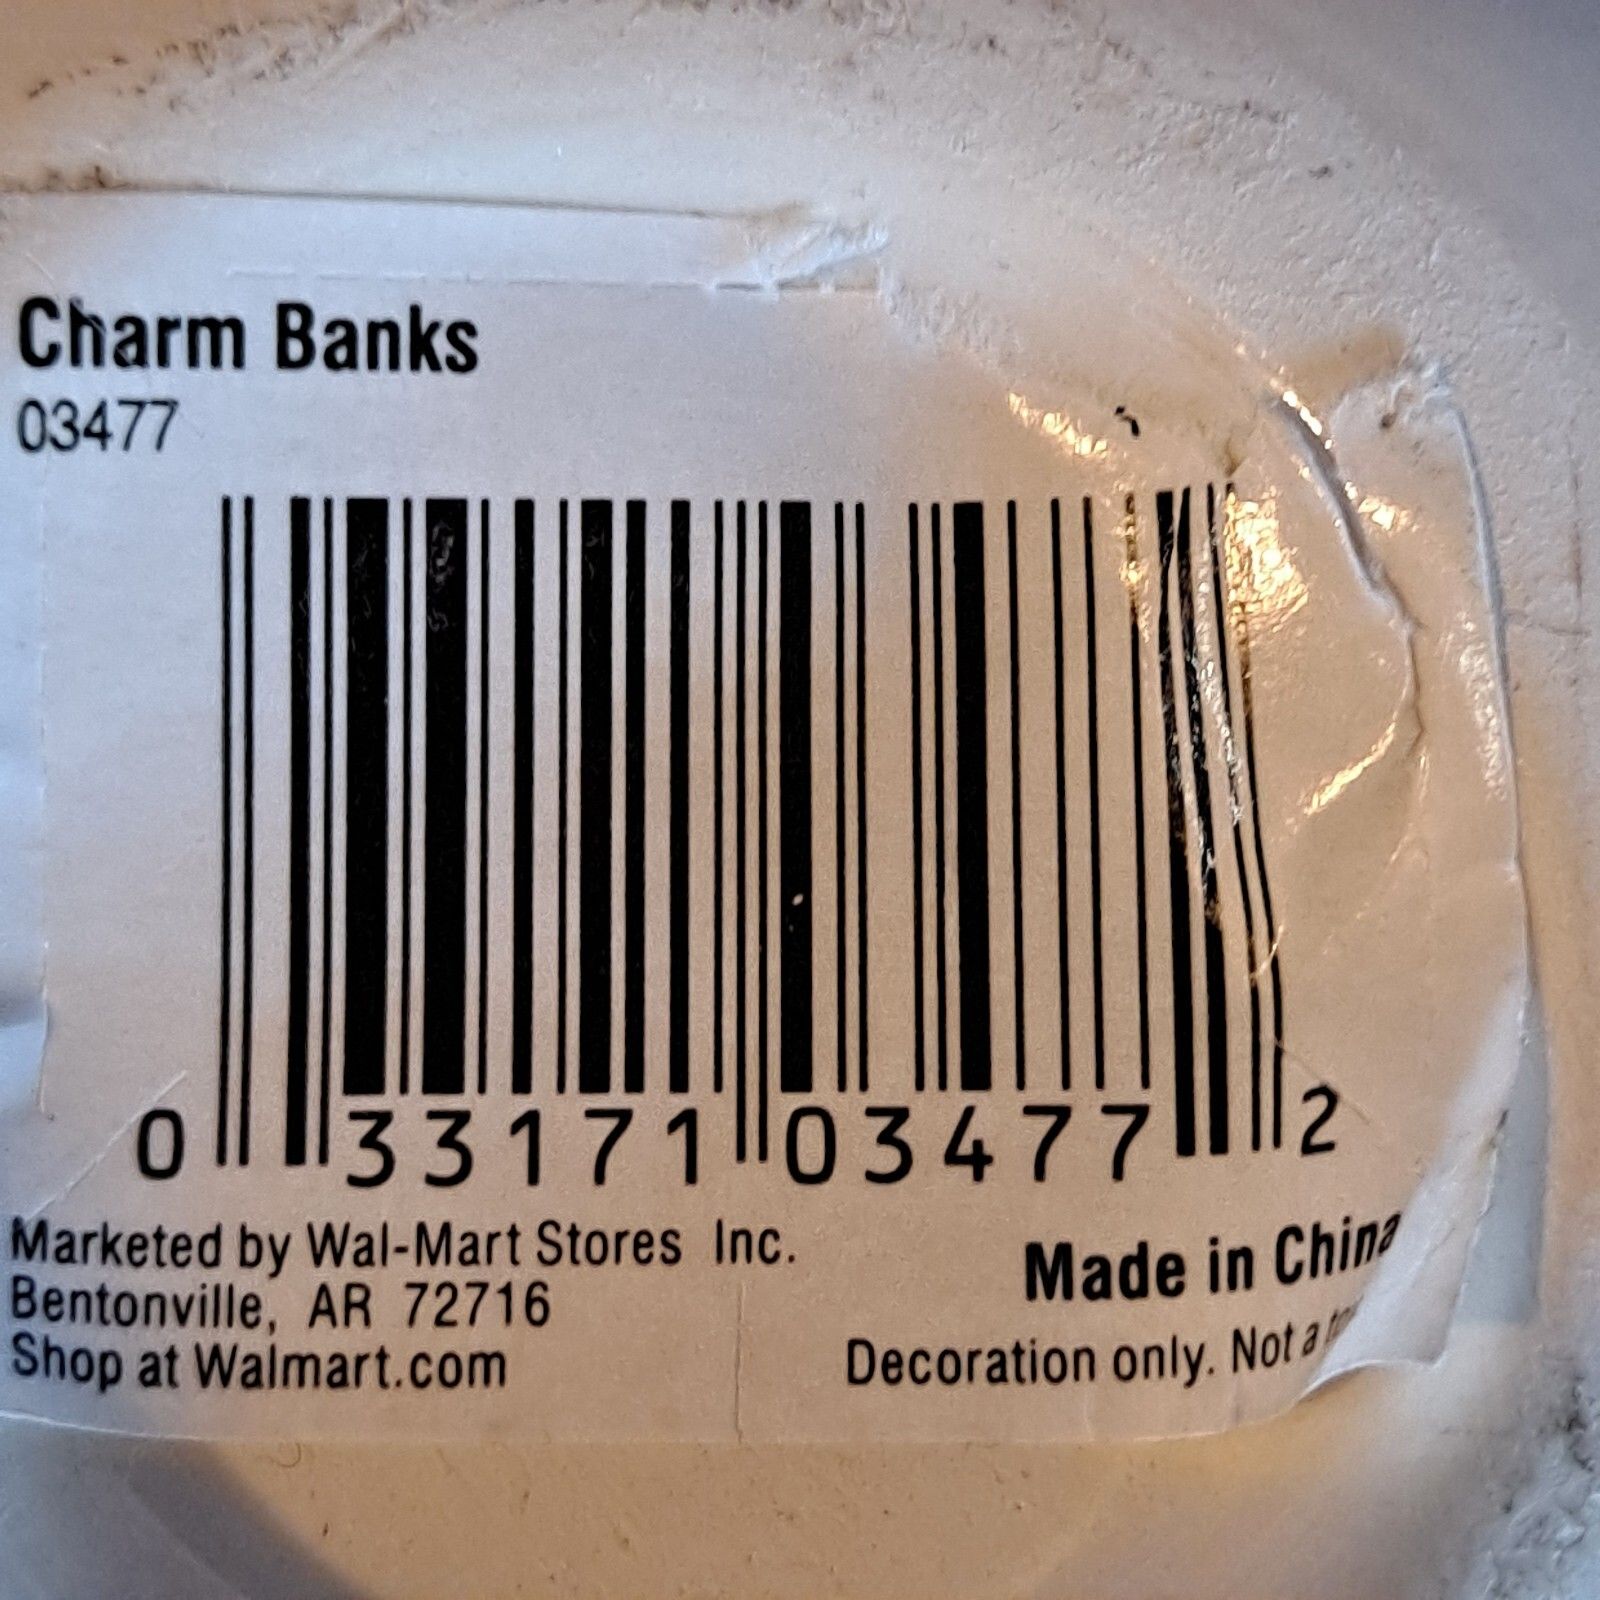 Charm Banks
03477
0 33171 03477 2
Marketed by Wal-Mart Stores Inc.
Bentonville, AR 72716
Shop at Walmart.com
Made in China
Decoration only. Not a